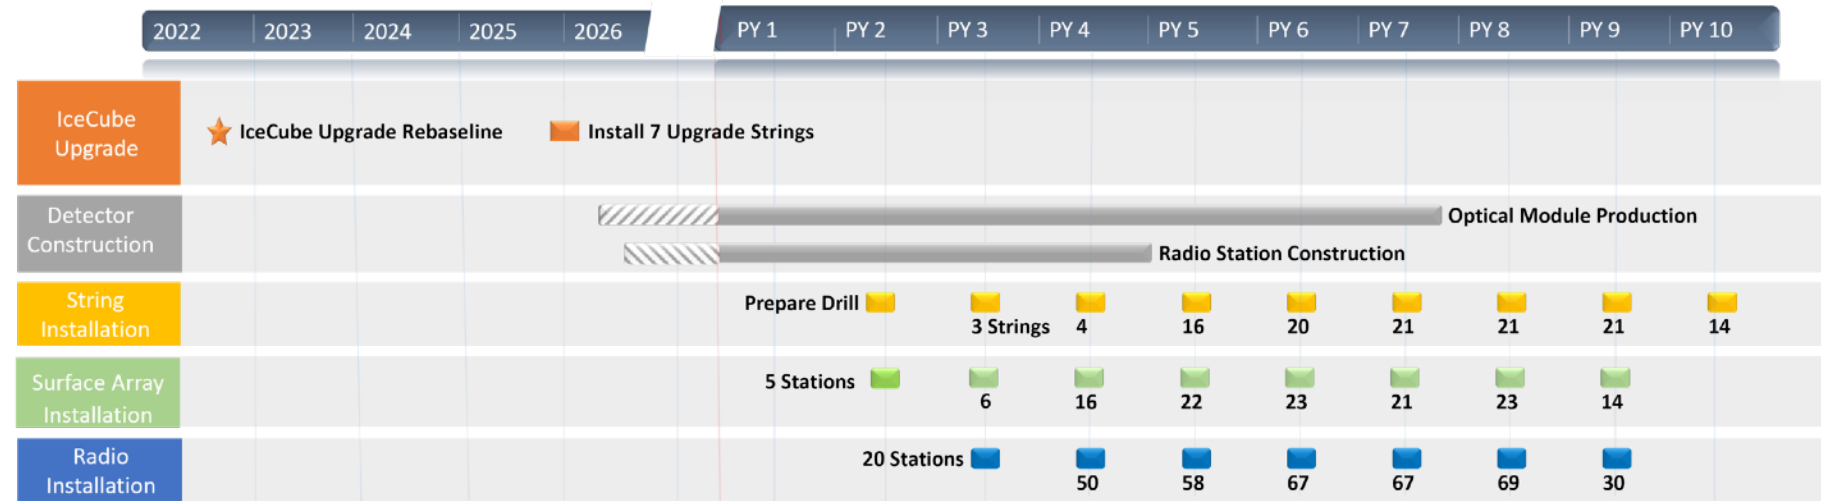 2022 2023 2024 2025 2026 PY 1 PY 2 PY 3 PY 4 PY 5 PY 6 PY 7 PY 8 PY 9 PY 10
IceCube
Upgrade
IceCube Upgrade Rebaseline Install 7 Upgrade Strings
Detector
Construction
Optical Module Production
Radio Station Construction
String
Installation
Prepare Drill
3 Strings 4 16 20 21 21 21 14
Surface Array
Installation
5 Stations
6 16 22 23 21 23 14
Radio
Installation
20 Stations
50 58 67 67 69 30